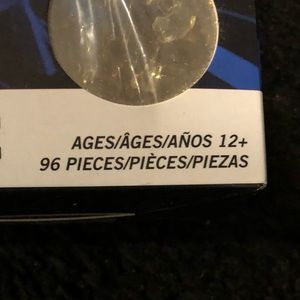 AGES/ÂGES/AÑOS 12+
96 PIECES/PIÈCES/PIEZAS